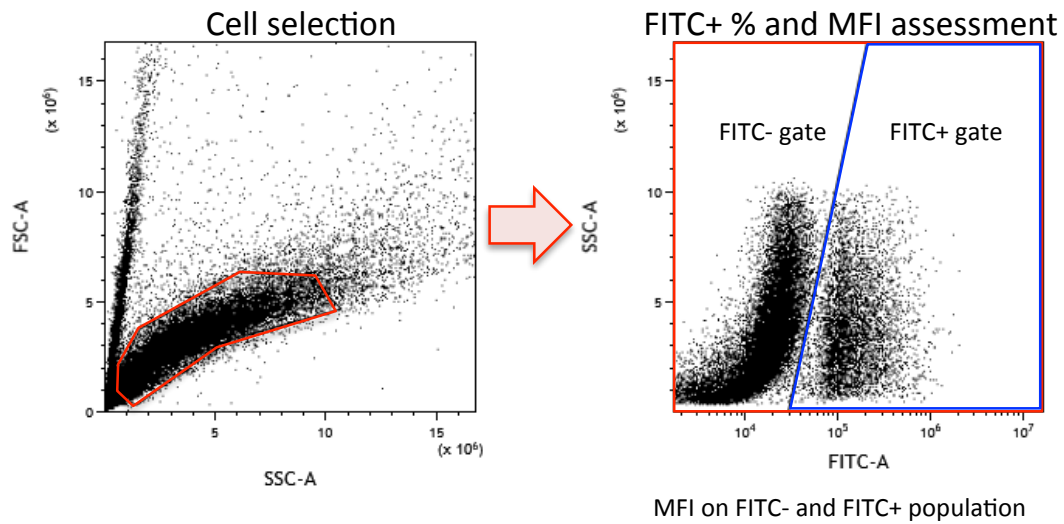 Cell selection
FITC+ % and MFI assessment
(x 10⁶)
15
10
5
0
FSC-A
5
10
15
(x 10⁶)
SSC-A
(x 10⁶)
15
10
5
0
SSC-A
FITC- gate
FITC+ gate
10⁴
10⁵
10⁶
10⁷
FITC-A
MFI on FITC- and FITC+ population